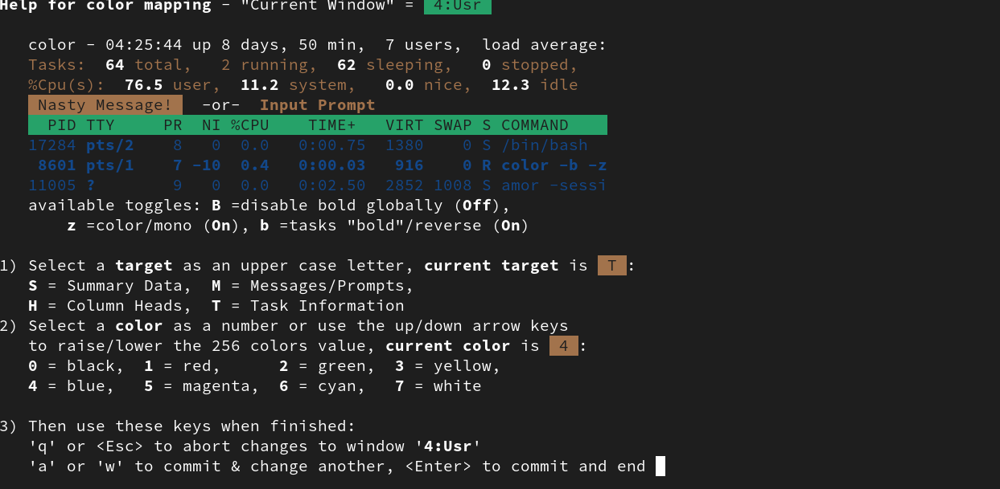 Help for color mapping - "Current Window" = 4:Usr
color - 04:25:44 up 8 days, 50 min,  7 users,  load average:
Tasks:  64 total,   2 running,  62 sleeping,   0 stopped,
%Cpu(s):  76.5 user,  11.2 system,   0.0 nice,  12.3 idle
Nasty Message!  -or-  Input Prompt
PID TTY     PR  NI %CPU    TIME+   VIRT SWAP S COMMAND
17284 pts/2    8   0  0.0   0:00.75  1380    0 S /bin/bash
8601 pts/1    7 -10  0.4   0:00.03   916    0 R color -b -z
11005 ?        9   0  0.0   0:02.50  2852 1008 S amor -sessi
available toggles: B =disable bold globally (Off),
z =color/mono (On), b =tasks "bold"/reverse (On)
1) Select a target as an upper case letter, current target is  T :
S = Summary Data,  M = Messages/Prompts,
H = Column Heads,  T = Task Information
2) Select a color as a number or use the up/down arrow keys
to raise/lower the 256 colors value, current color is  4 :
0 = black,  1 = red,      2 = green,  3 = yellow,
4 = blue,   5 = magenta,  6 = cyan,   7 = white
3) Then use these keys when finished:
'q' or <Esc> to abort changes to window '4:Usr'
'a' or 'w' to commit & change another, <Enter> to commit and end